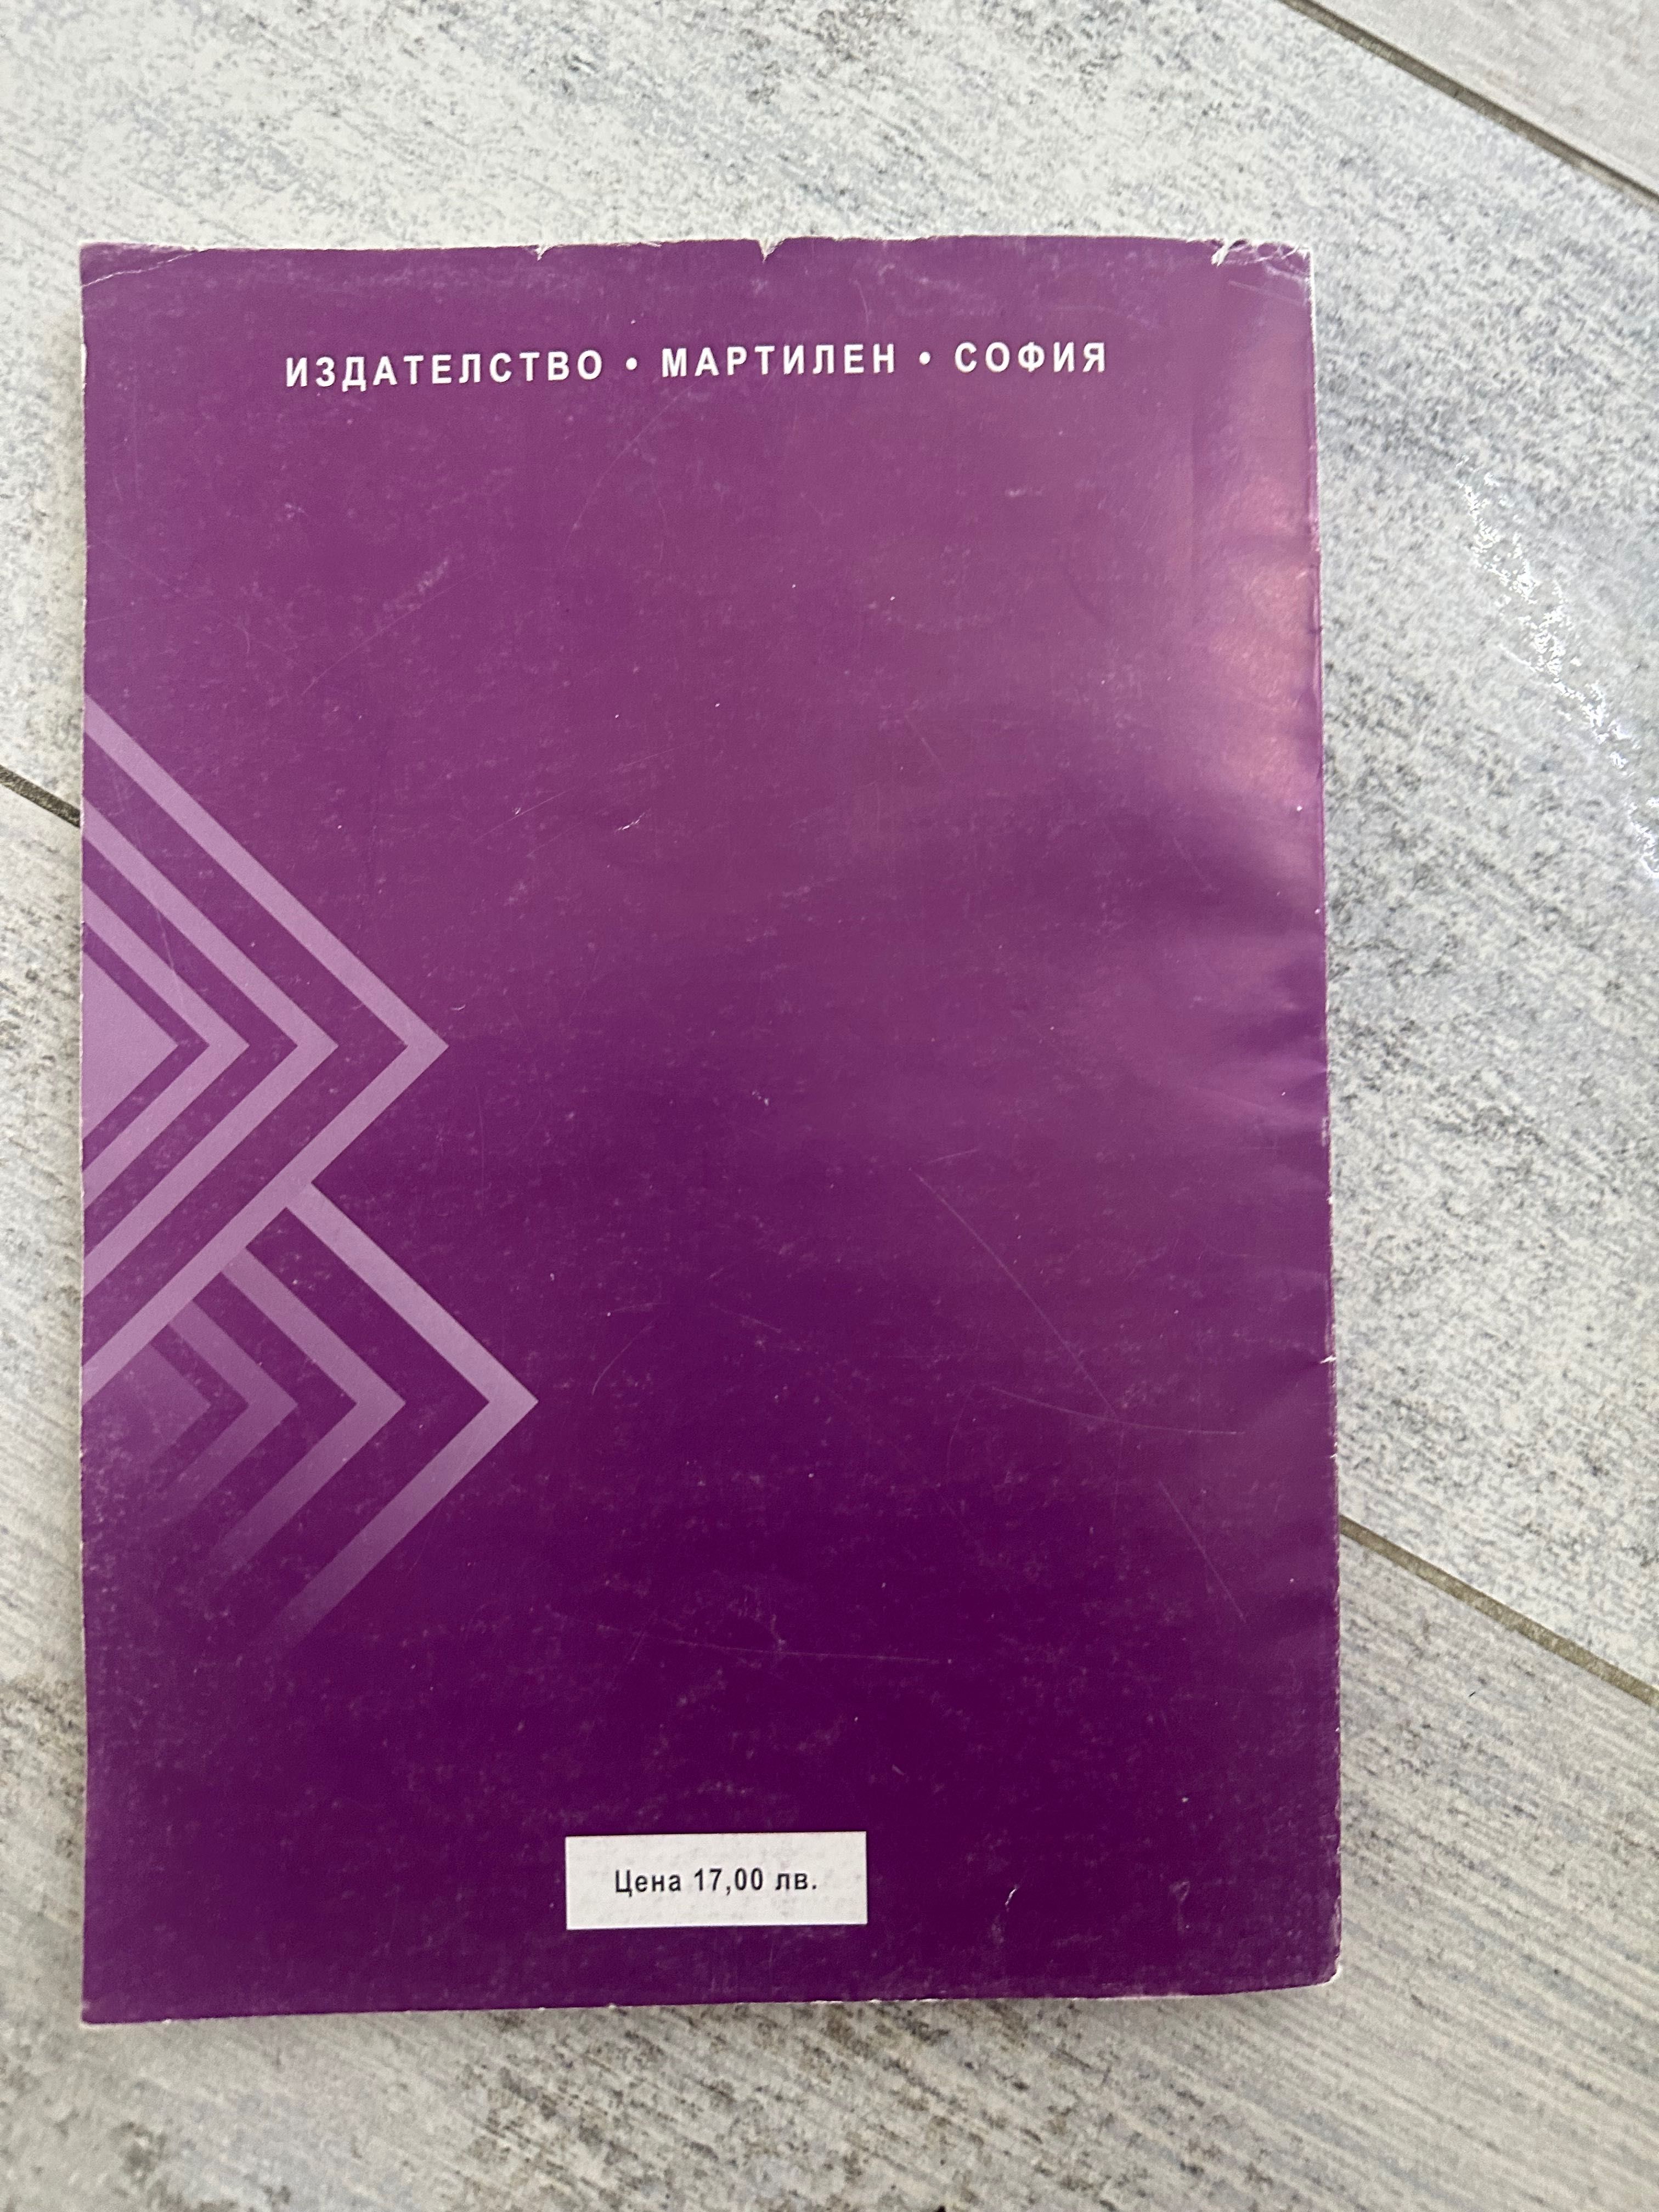 ИЗДАТЕЛСТВО • МАРТИЛЕН • СОФИЯ
Цена 17,00 лв.